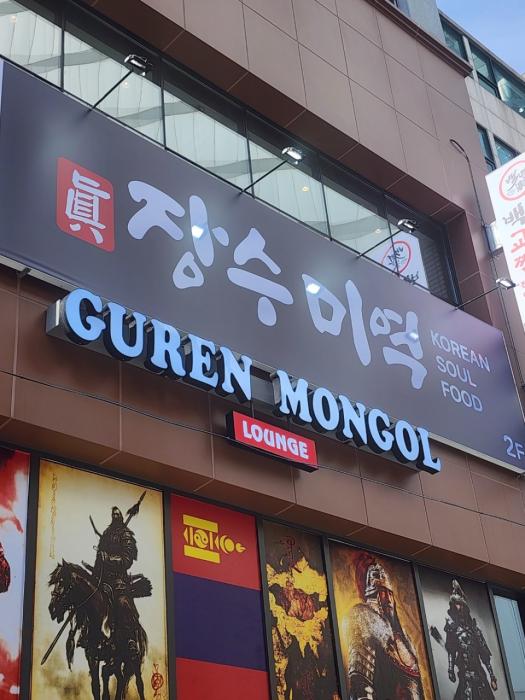 眞 장수미역
KOREAN
SOUL
FOOD
2F
GUREN MONGOL
LOUNGE